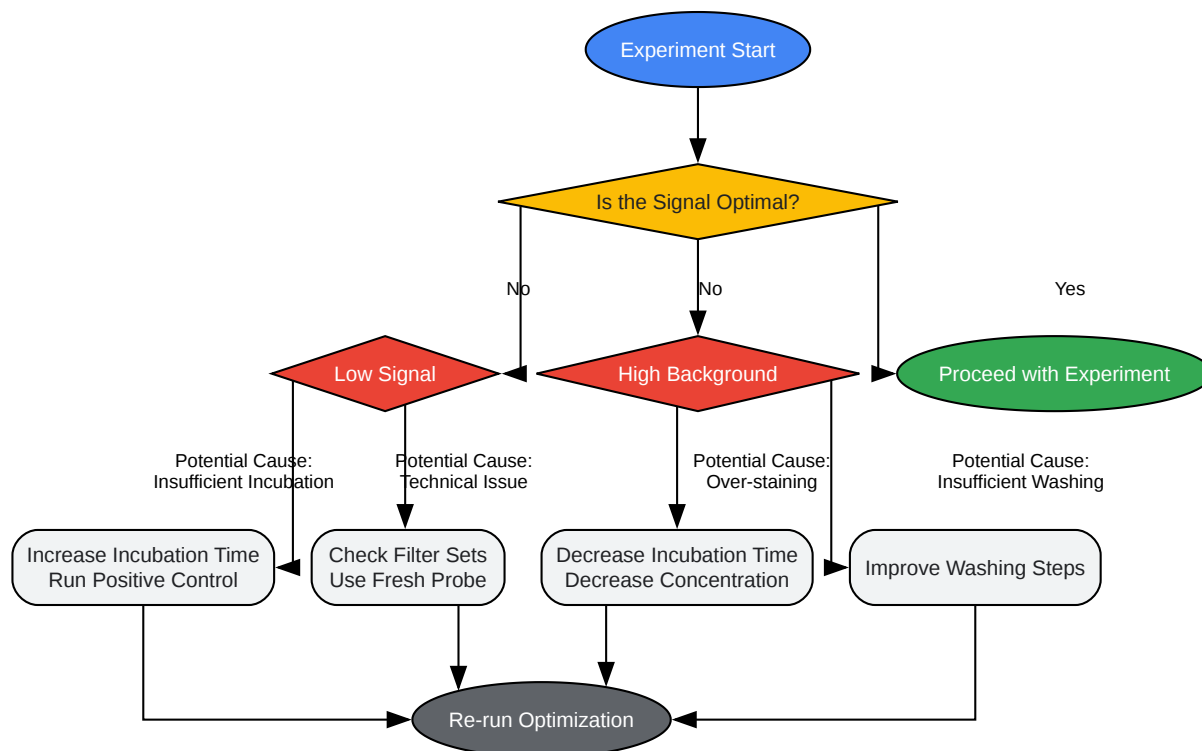 Experiment Start
Is the Signal Optimal?
No
No
Yes
Low Signal
High Background
Proceed with Experiment
Potential Cause:
Insufficient Incubation
Potential Cause:
Technical Issue
Potential Cause:
Over-staining
Potential Cause:
Insufficient Washing
Increase Incubation Time
Run Positive Control
Check Filter Sets
Use Fresh Probe
Decrease Incubation Time
Decrease Concentration
Improve Washing Steps
Re-run Optimization